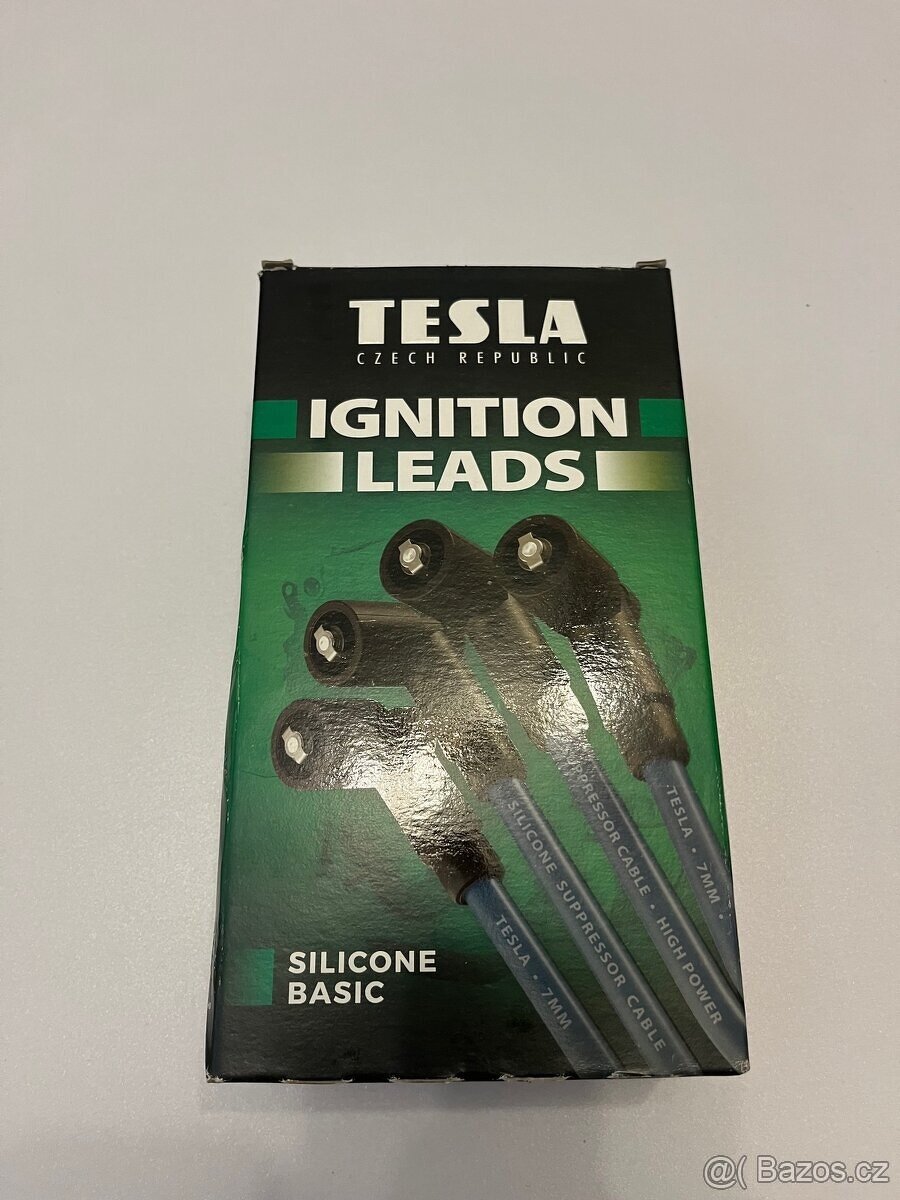 TESLA
CZECH REPUBLIC
IGNITION
LEADS
TESLA • 7MM •
PRESSOR CABLE • HIGH POWER
SILICONE SUPPRESSOR CABLE
TESLA • 7MM
SILICONE
BASIC
@( Bazos.cz